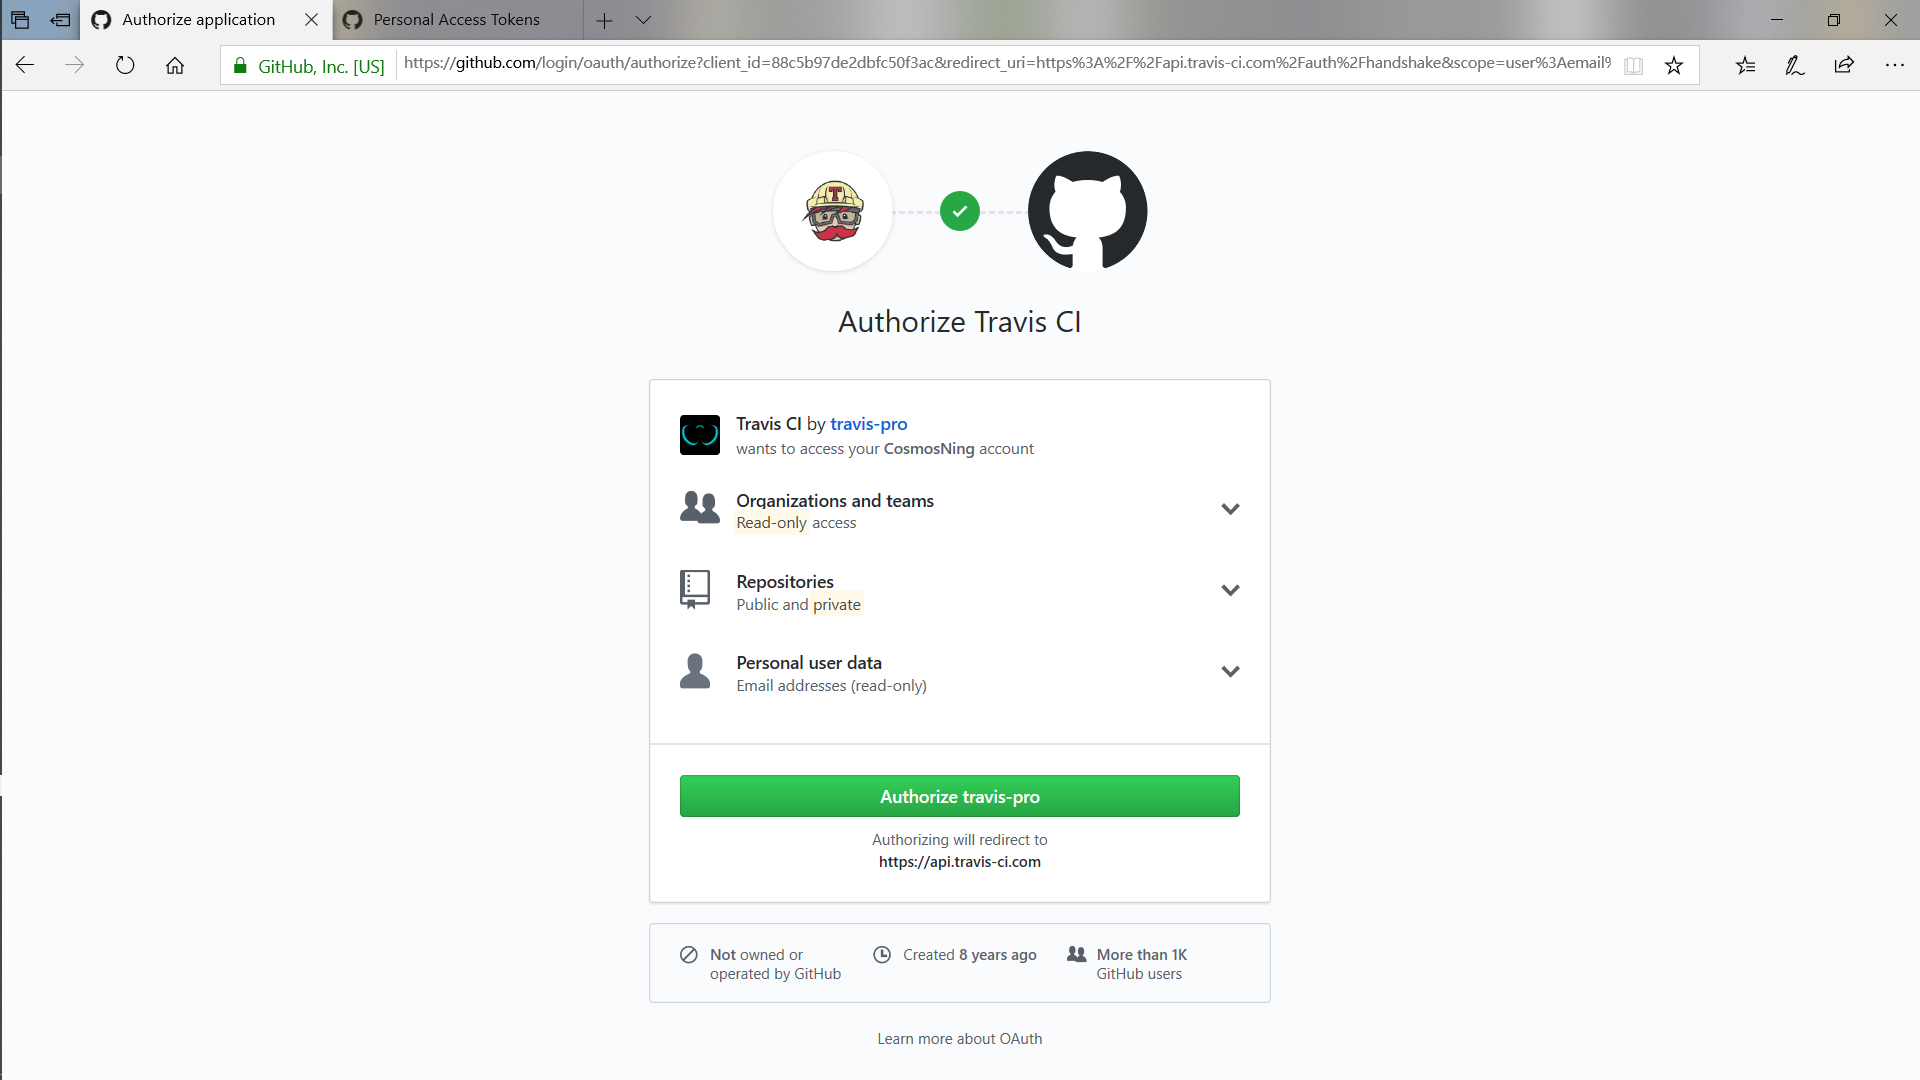 Authorize application
Personal Access Tokens
GitHub, Inc. [US]
https://github.com/login/oauth/authorize?client_id=88c5b97de2dbfc50f3ac&redirect_uri=https%3A%2F%2Fapi.travis-ci.com%2Fauth%2Fhandshake&scope=user%3Aemail%
T
Authorize Travis CI
Travis CI by travis-pro
wants to access your CosmosNing account
Organizations and teams
Read-only access
Repositories
Public and private
Personal user data
Email addresses (read-only)
Authorize travis-pro
Authorizing will redirect to
https://api.travis-ci.com
Not owned or
operated by GitHub
Created 8 years ago
More than 1K
GitHub users
Learn more about OAuth